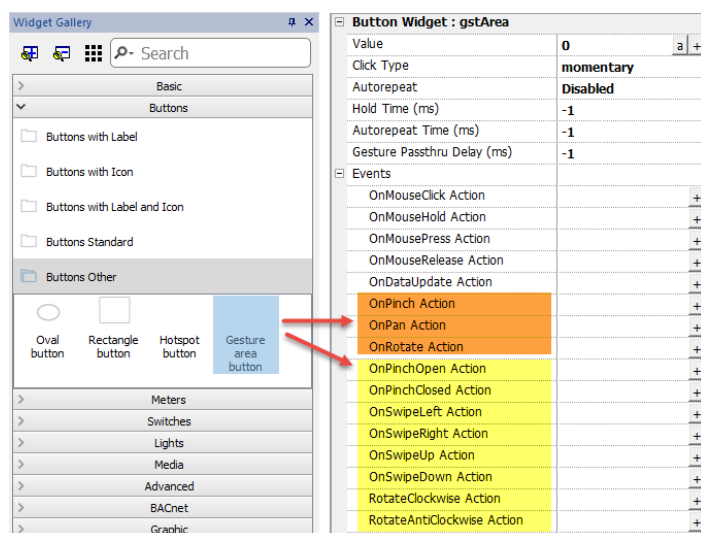 Widget Gallery
Search
Basic
Buttons
Buttons with Label
Buttons with Icon
Buttons with Label and Icon
Buttons Standard
Buttons Other
Oval button
Rectangle button
Hotspot button
Gesture area button
Meters
Switches
Lights
Media
Advanced
BACnet
Graphic
Button Widget : gstArea
Value 0 a +
Click Type momentary
Autorepeat Disabled
Hold Time (ms) -1
Autorepeat Time (ms) -1
Gesture Passthru Delay (ms) -1
Events
OnMouseClick Action +
OnMouseHold Action +
OnMousePress Action +
OnMouseRelease Action +
OnDataUpdate Action +
OnPinch Action +
OnPan Action +
OnRotate Action +
OnPinchOpen Action +
OnPinchClosed Action +
OnSwipeLeft Action +
OnSwipeRight Action +
OnSwipeUp Action +
OnSwipeDown Action +
RotateClockwise Action +
RotateAntiClockwise Action +